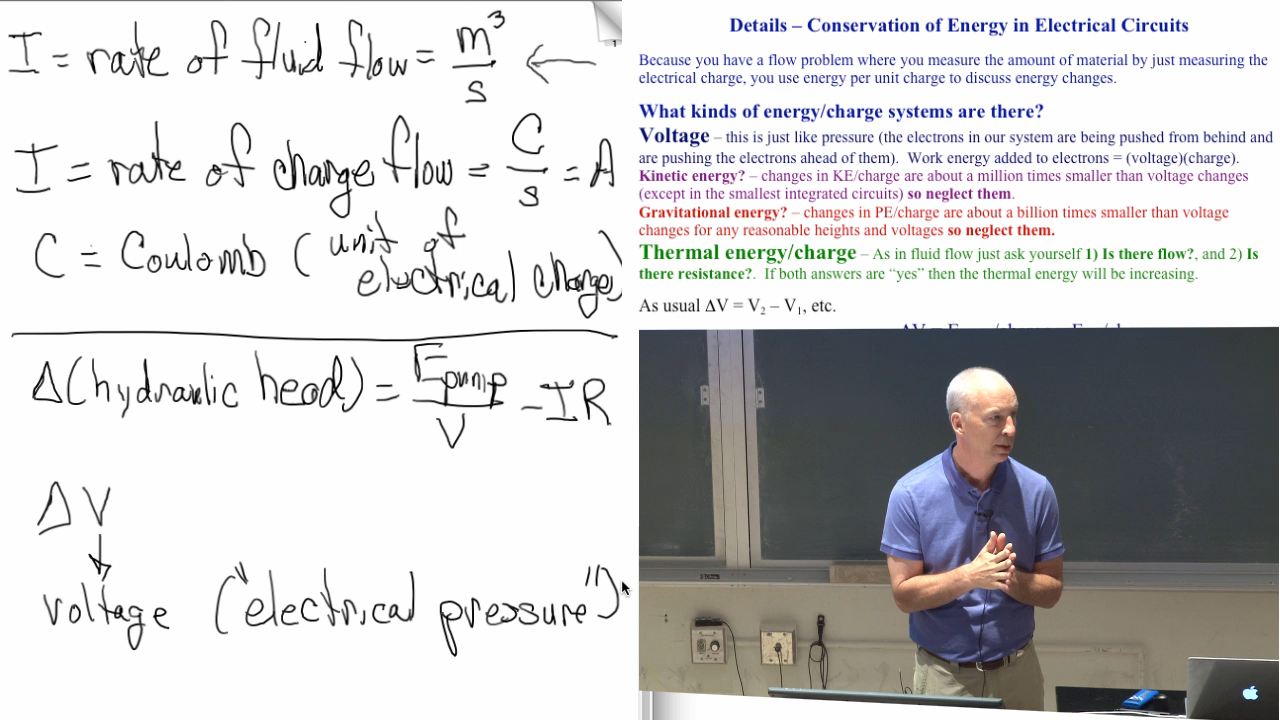 I = rate of fluid flow = m³/s ←
I = rate of charge flow = C/s = A
C = Coulomb ( unit of
electrical charge)
Δ(hydraulic head) = Epump/V - IR
ΔV
↓
voltage ("electrical pressure")
Details – Conservation of Energy in Electrical Circuits
Because you have a flow problem where you measure the amount of material by just measuring the
electrical charge, you use energy per unit charge to discuss energy changes.
What kinds of energy/charge systems are there?
Voltage – this is just like pressure (the electrons in our system are being pushed from behind and
are pushing the electrons ahead of them). Work energy added to electrons = (voltage)(charge).
Kinetic energy? – changes in KE/charge are about a million times smaller than voltage changes
(except in the smallest integrated circuits) so neglect them.
Gravitational energy? – changes in PE/charge are about a billion times smaller than voltage
changes for any reasonable heights and voltages so neglect them.
Thermal energy/charge – As in fluid flow just ask yourself 1) Is there flow?, and 2) Is
there resistance?. If both answers are “yes” then the thermal energy will be increasing.
As usual ΔV = V₂ – V₁, etc.